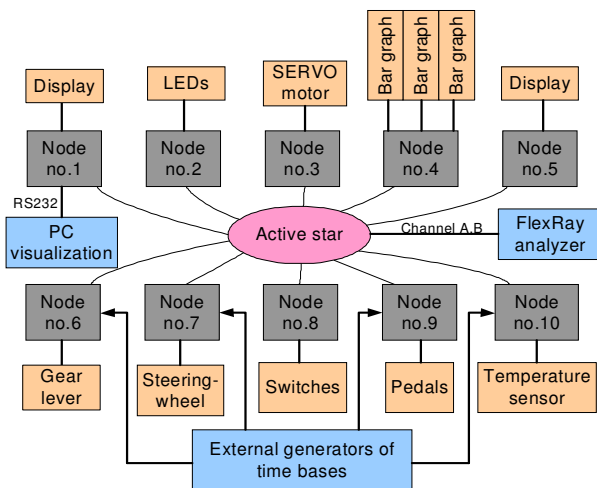 Display
LEDs
SERVO
motor
Bar graph
Bar graph
Bar graph
Display
Node
no.1
Node
no.2
Node
no.3
Node
no.4
Node
no.5
RS232
PC
visualization
Active star
Channel A,B
FlexRay
analyzer
Node
no.6
Node
no.7
Node
no.8
Node
no.9
Node
no.10
Gear
lever
Steering-
wheel
Switches
Pedals
Temperature
sensor
External generators of
time bases